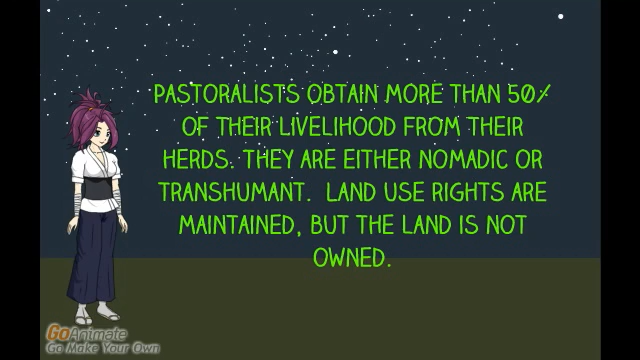 PASTORALISTS OBTAIN MORE THAN 50%
OF THEIR LIVELIHOOD FROM THEIR
HERDS. THEY ARE EITHER NOMADIC OR
TRANSHUMANT. LAND USE RIGHTS ARE
MAINTAINED, BUT THE LAND IS NOT
OWNED.
GoAnimate
Go Make Your Own